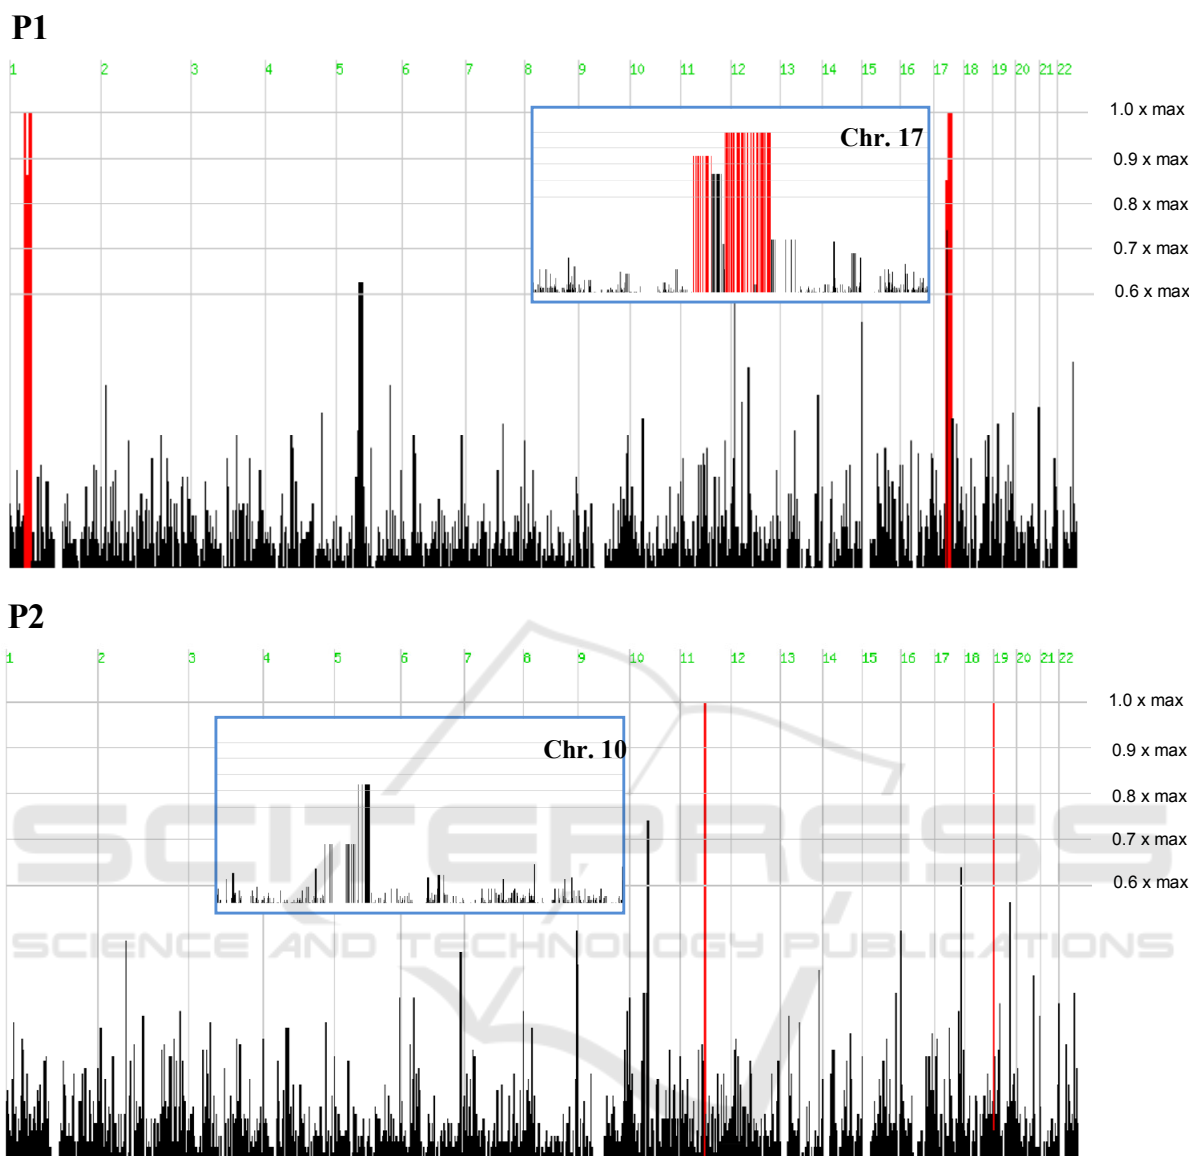 P1
1 2 3 4 5 6 7 8 9 10 11 12 13 14 15 16 17 18 19 20 21 22
1.0 x max
Chr. 17
0.9 x max
0.8 x max
0.7 x max
0.6 x max
P2
1 2 3 4 5 6 7 8 9 10 11 12 13 14 15 16 17 18 19 20 21 22
1.0 x max
Chr. 10
0.9 x max
0.8 x max
0.7 x max
0.6 x max
SCITEPRESS
SCIENCE AND TECHNOLOGY PUBLICATIONS